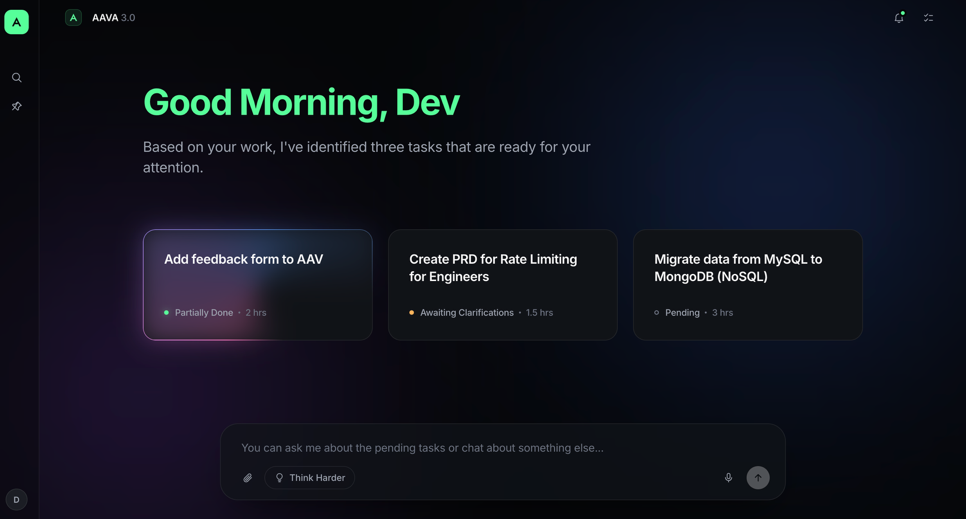 AAVA 3.0
Good Morning, Dev
Based on your work, I've identified three tasks that are ready for your
attention.
Add feedback form to AAV
Partially Done • 2 hrs
Create PRD for Rate Limiting
for Engineers
Awaiting Clarifications • 1.5 hrs
Migrate data from MySQL to
MongoDB (NoSQL)
Pending • 3 hrs
You can ask me about the pending tasks or chat about something else...
Think Harder
D